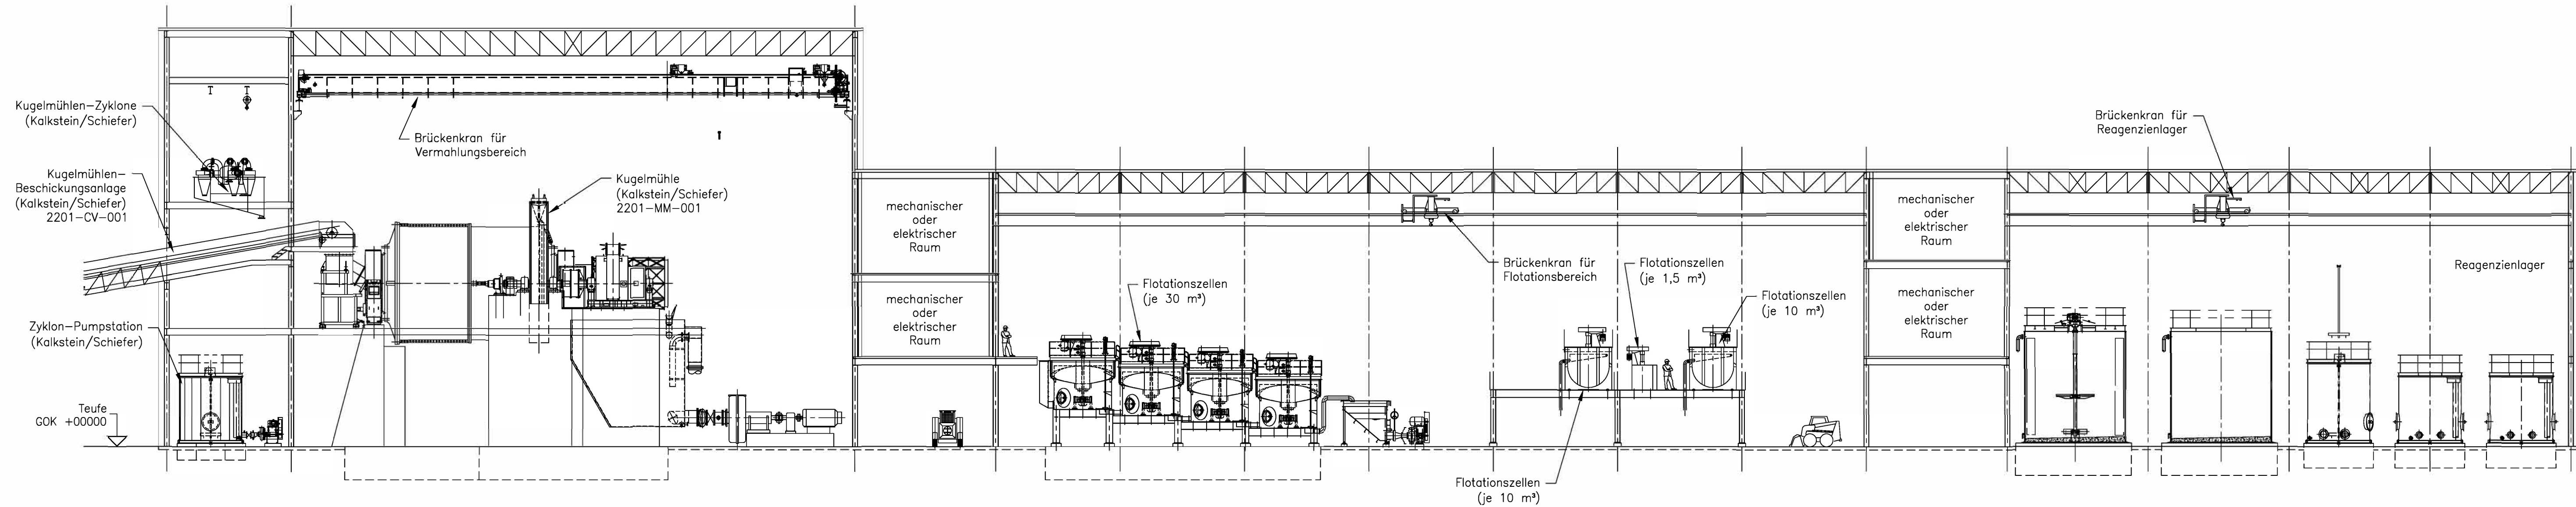 Kugelmühlen-Zyklone
(Kalkstein/Schiefer)
Kugelmühlen-
Beschickungsanlage
(Kalkstein/Schiefer)
2201-CV-001
Zyklon-Pumpstation
(Kalkstein/Schiefer)
Teufe
GOK +00000
Brückenkran für
Vermahlungsbereich
Kugelmühle
(Kalkstein/Schiefer)
2201-MM-001
mechanischer
oder
elektrischer
Raum
mechanischer
oder
elektrischer
Raum
Flotationszellen
(je 30 m³)
Brückenkran für
Flotationsbereich
Flotationszellen
(je 1,5 m³)
Flotationszellen
(je 10 m³)
Flotationszellen
(je 10 m³)
mechanischer
oder
elektrischer
Raum
mechanischer
oder
elektrischer
Raum
Brückenkran für
Reagenzienlager
Reagenzienlager